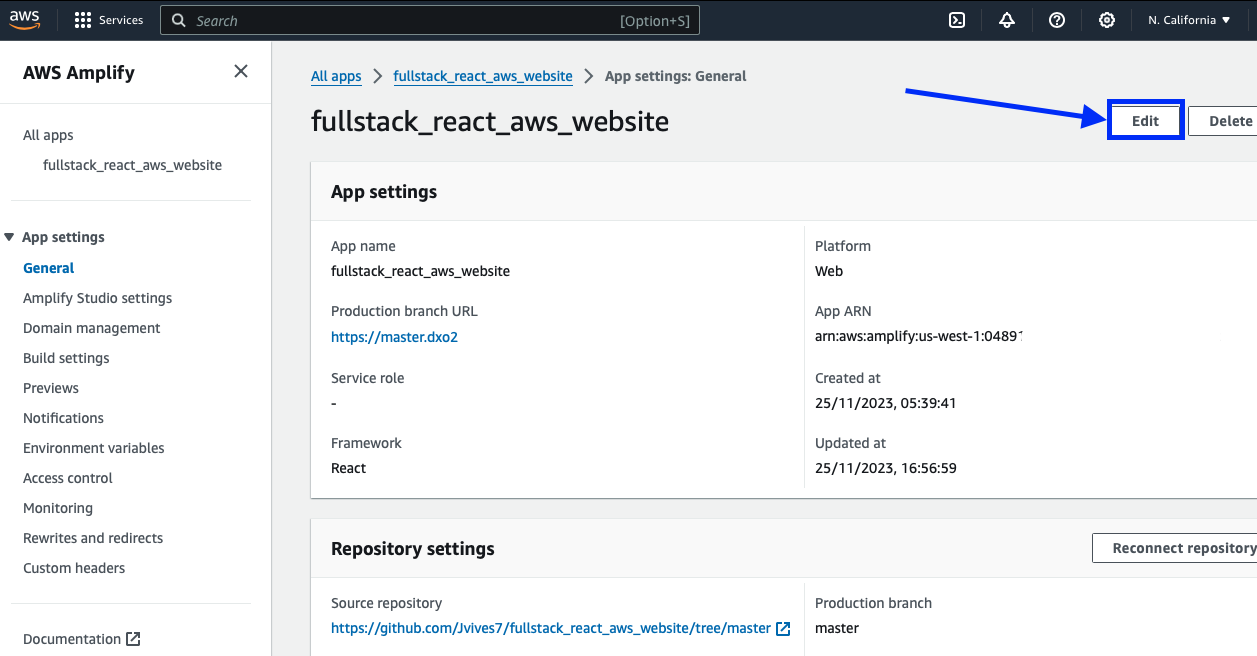 aws
Services
Search
[Option+S]
N. California
AWS Amplify
All apps
fullstack_react_aws_website
App settings
General
Amplify Studio settings
Domain management
Build settings
Previews
Notifications
Environment variables
Access control
Monitoring
Rewrites and redirects
Custom headers
Documentation
All apps
fullstack_react_aws_website
App settings: General
fullstack_react_aws_website
Edit
Delete
App settings
App name
fullstack_react_aws_website
Production branch URL
https://master.dxo2
Service role
-
Framework
React
Platform
Web
App ARN
arn:aws:amplify:us-west-1:0489
Created at
25/11/2023, 05:39:41
Updated at
25/11/2023, 16:56:59
Repository settings
Reconnect repository
Source repository
https://github.com/Jvives7/fullstack_react_aws_website/tree/master
Production branch
master